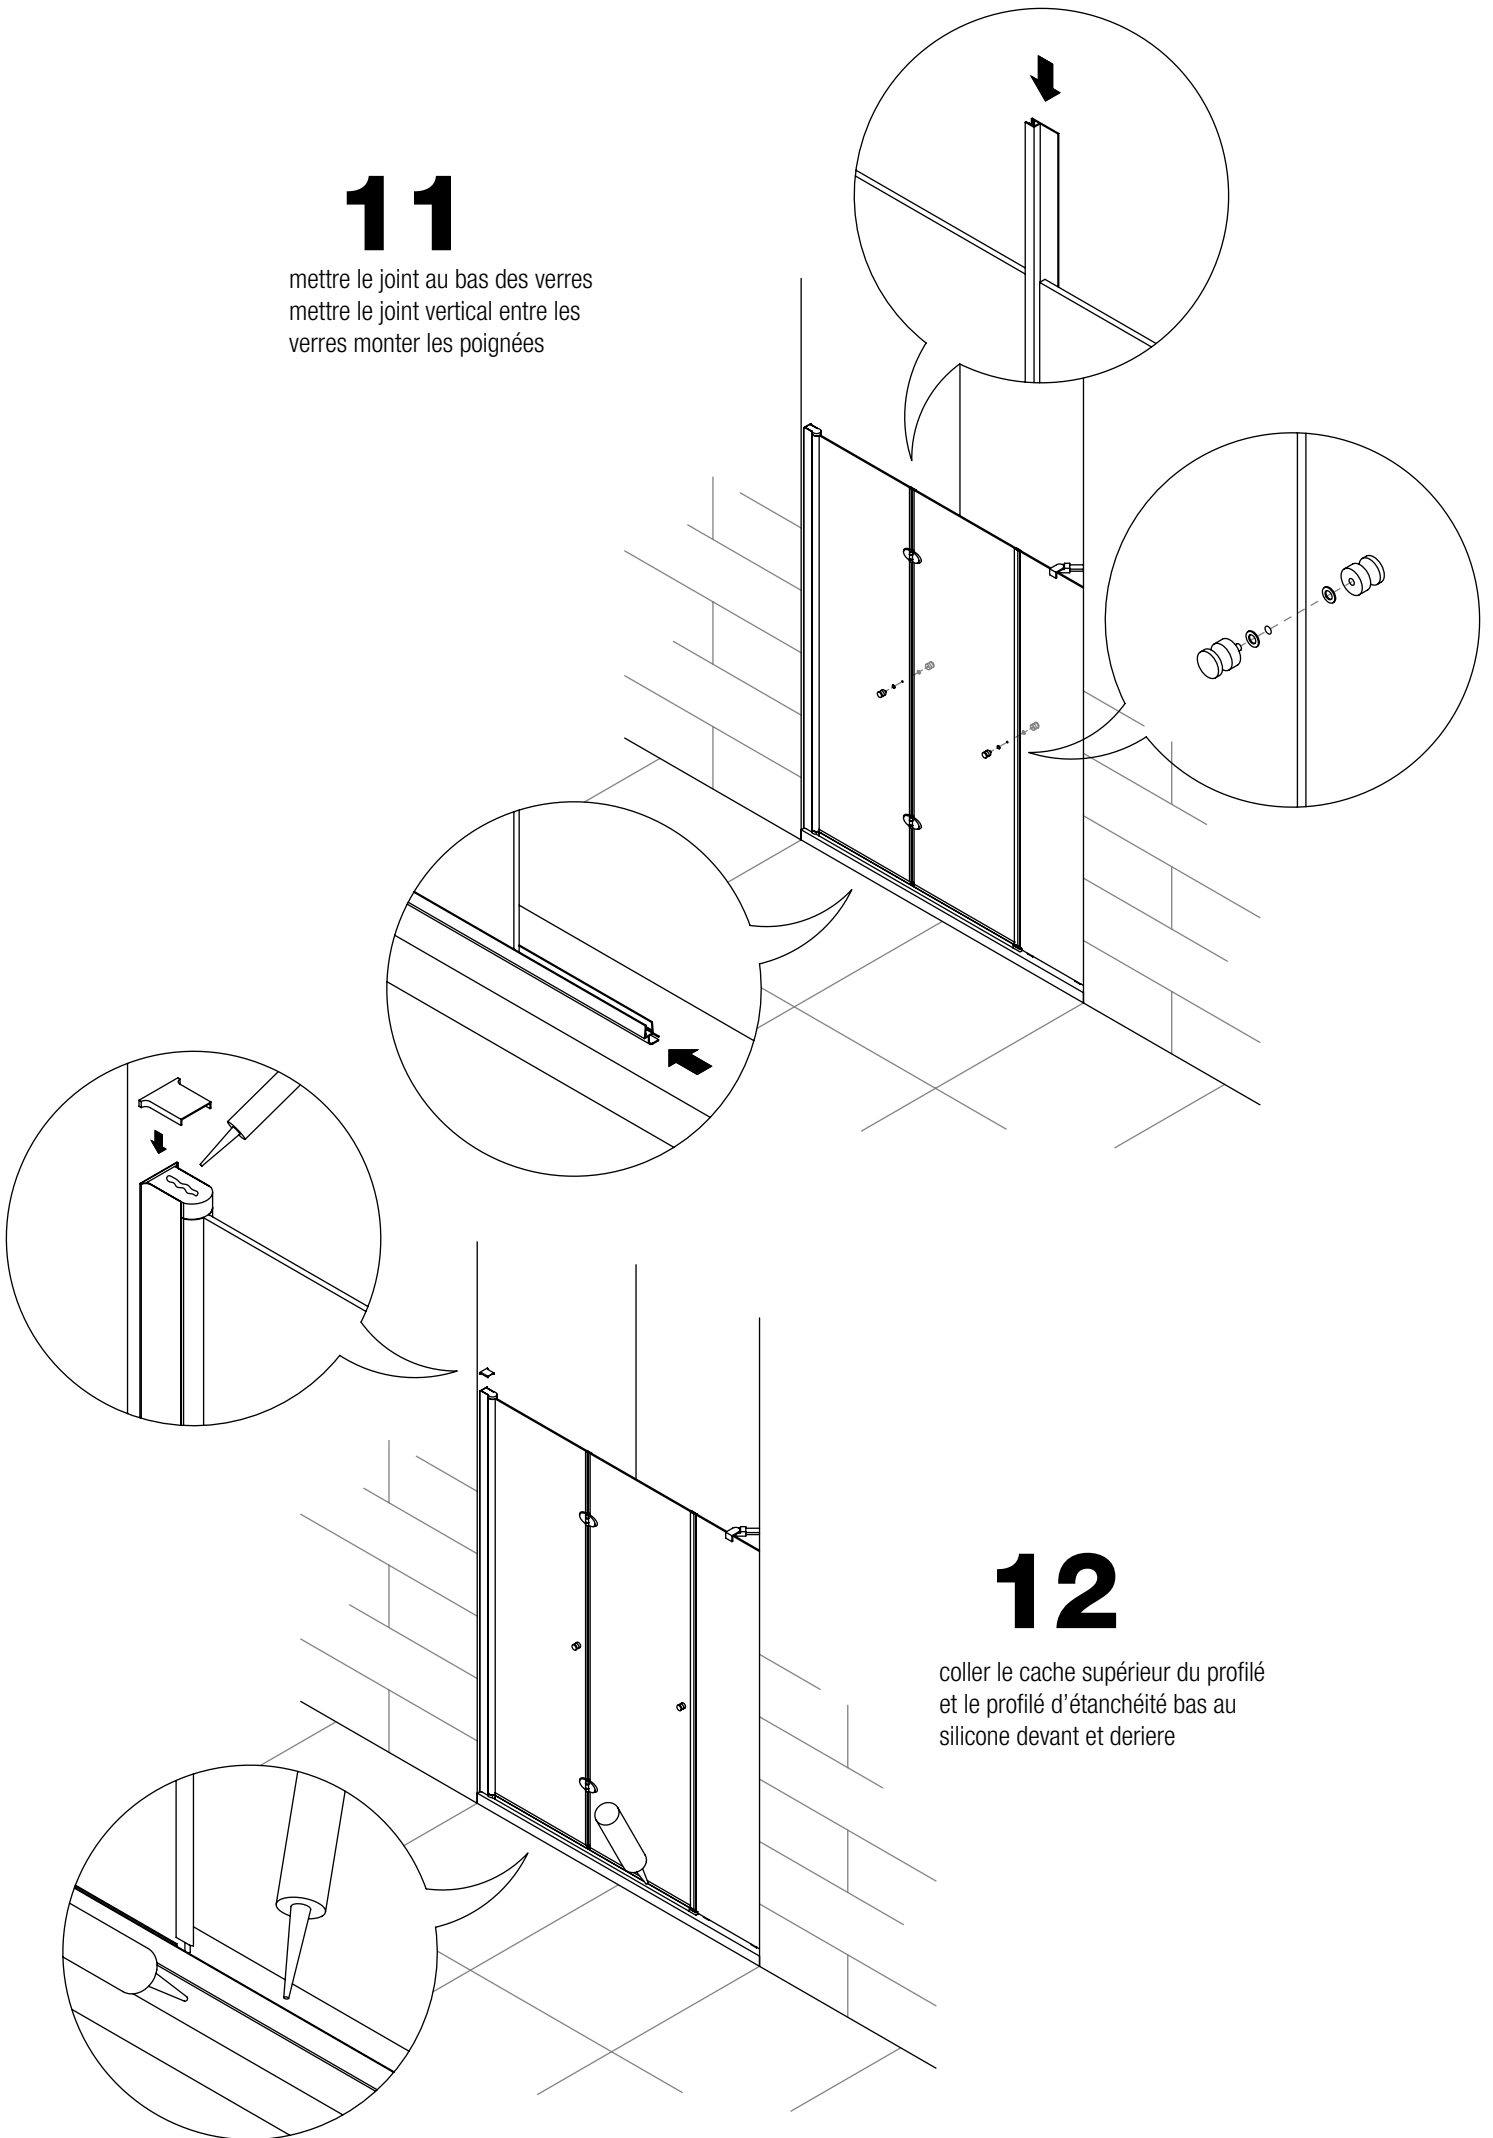 11
mettre le joint au bas des verres
mettre le joint vertical entre les
verres monter les poignées
12
coller le cache supérieur du profilé
et le profilé d'étanchéité bas au
silicone devant et deriere